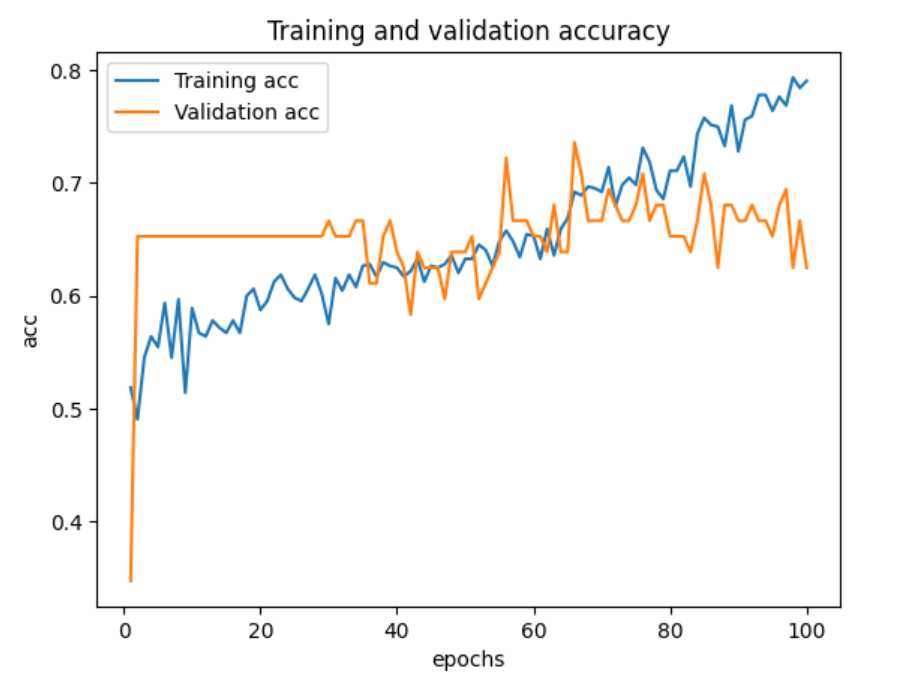 Training and validation accuracy
Training acc
Validation acc
0.8
0.7
0.6
0.5
0.4
acc
0 20 40 60 80 100
epochs